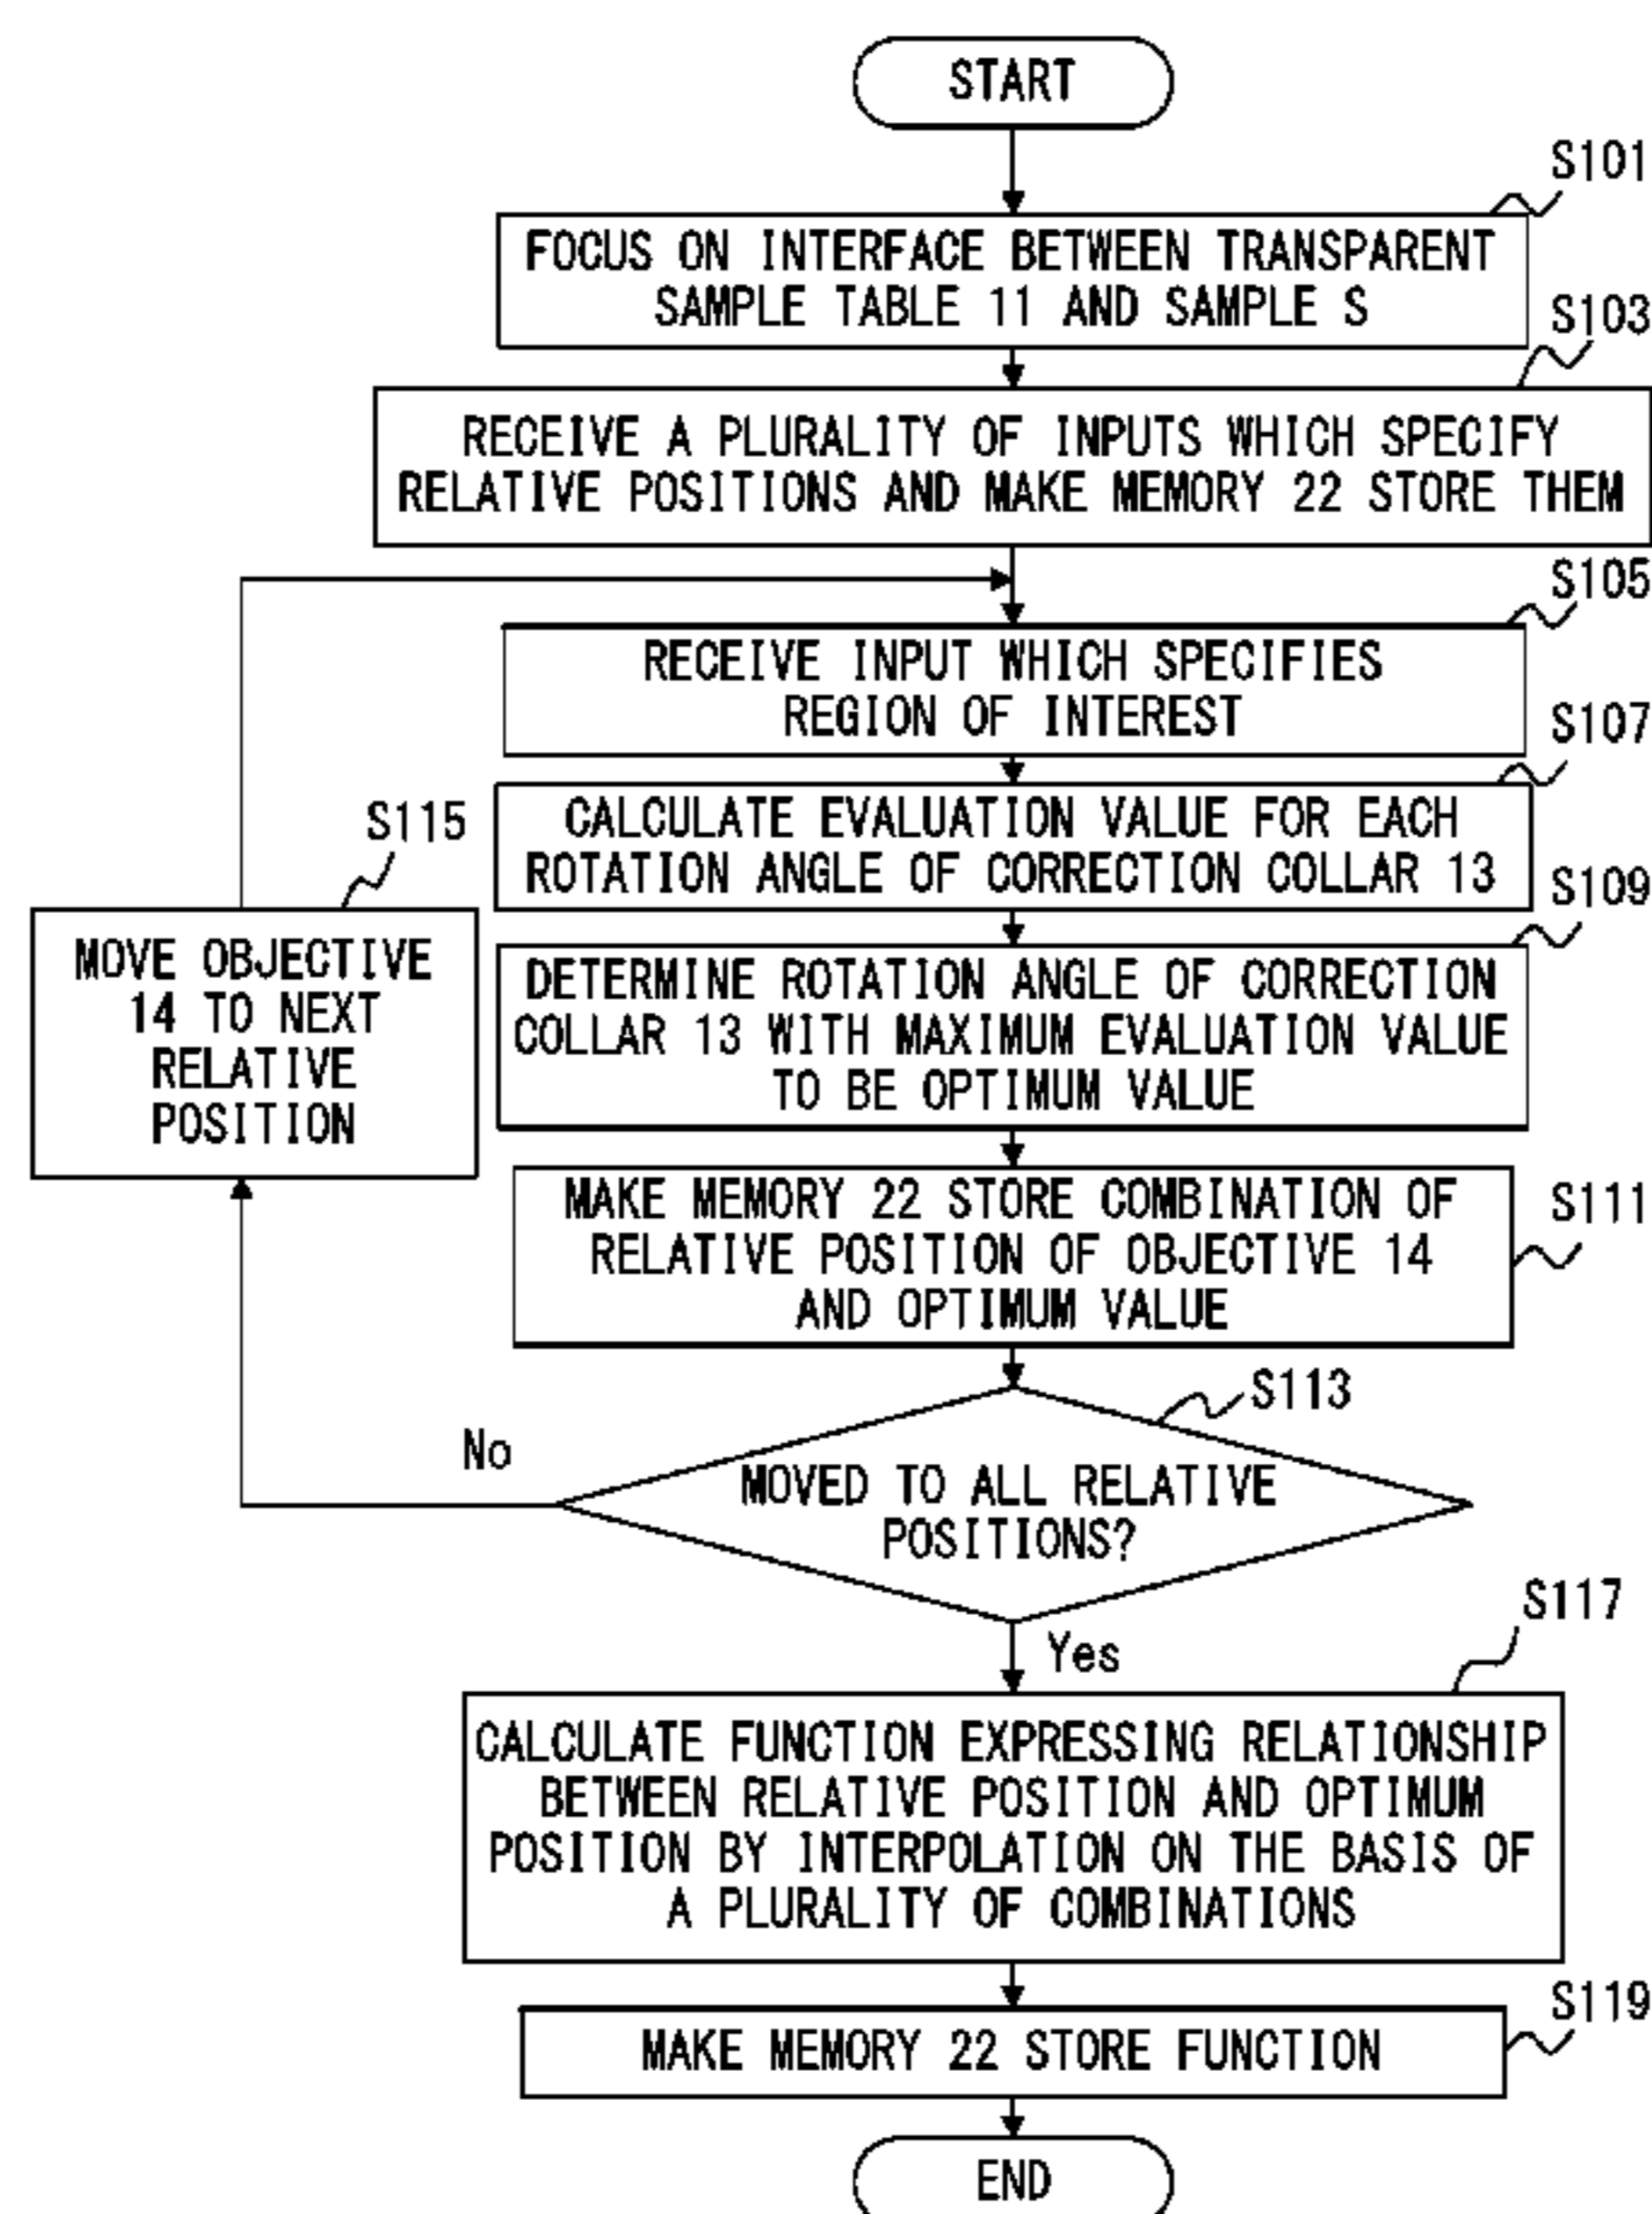 START
S101
FOCUS ON INTERFACE BETWEEN TRANSPARENT
SAMPLE TABLE 11 AND SAMPLE S
S103
RECEIVE A PLURALITY OF INPUTS WHICH SPECIFY
RELATIVE POSITIONS AND MAKE MEMORY 22 STORE THEM
S105
RECEIVE INPUT WHICH SPECIFIES
REGION OF INTEREST
S107
CALCULATE EVALUATION VALUE FOR EACH
ROTATION ANGLE OF CORRECTION COLLAR 13
S109
DETERMINE ROTATION ANGLE OF CORRECTION
COLLAR 13 WITH MAXIMUM EVALUATION VALUE
TO BE OPTIMUM VALUE
S111
MAKE MEMORY 22 STORE COMBINATION OF
RELATIVE POSITION OF OBJECTIVE 14
AND OPTIMUM VALUE
S113
MOVED TO ALL RELATIVE
POSITIONS?
No
S115
MOVE OBJECTIVE
14 TO NEXT
RELATIVE
POSITION
Yes
S117
CALCULATE FUNCTION EXPRESSING RELATIONSHIP
BETWEEN RELATIVE POSITION AND OPTIMUM
POSITION BY INTERPOLATION ON THE BASIS OF
A PLURALITY OF COMBINATIONS
S119
MAKE MEMORY 22 STORE FUNCTION
END